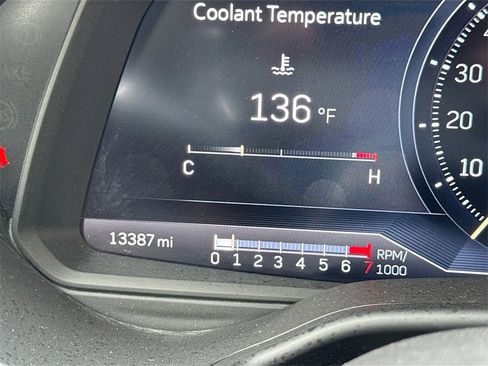 Coolant Temperature
136 °F
C H
13387 mi
0 1 2 3 4 5 6 7
RPM/
1000
30
20
10